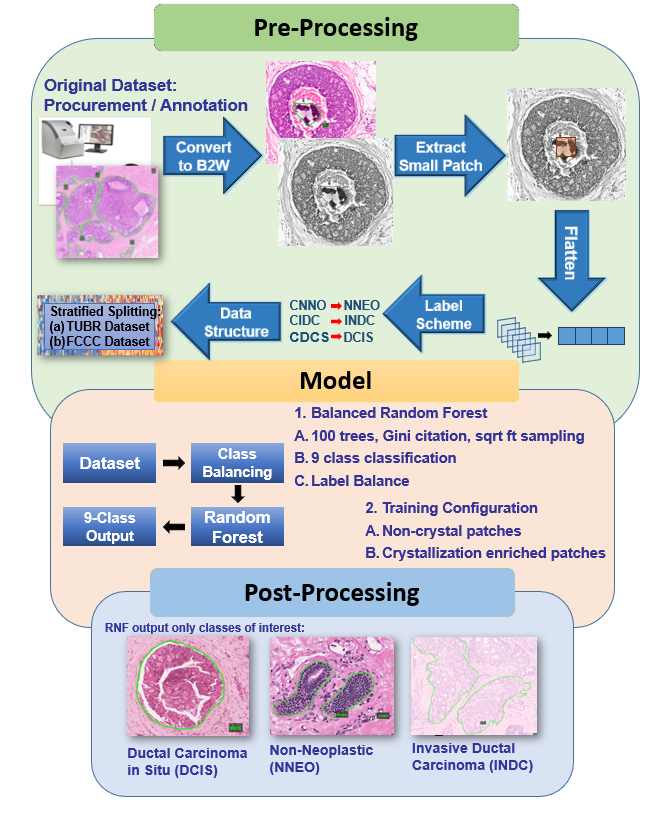 Pre-Processing
Original Dataset:
Procurement / Annotation
Convert
to B2W
Extract
Small Patch
Flatten
Label
Scheme
CNNO → NNEO
CIDC → INDC
CDCS → DCIS
Data
Structure
Stratified Splitting:
(a) TUBR Dataset
(b) FCCC Dataset
Model
1. Balanced Random Forest
A. 100 trees, Gini citation, sqrt ft sampling
B. 9 class classification
C. Label Balance
2. Training Configuration
A. Non-crystal patches
B. Crystallization enriched patches
Dataset
Class
Balancing
Random
Forest
9-Class
Output
Post-Processing
RNF output only classes of interest:
Ductal Carcinoma
in Situ (DCIS)
Non-Neoplastic
(NNEO)
Invasive Ductal
Carcinoma (INDC)